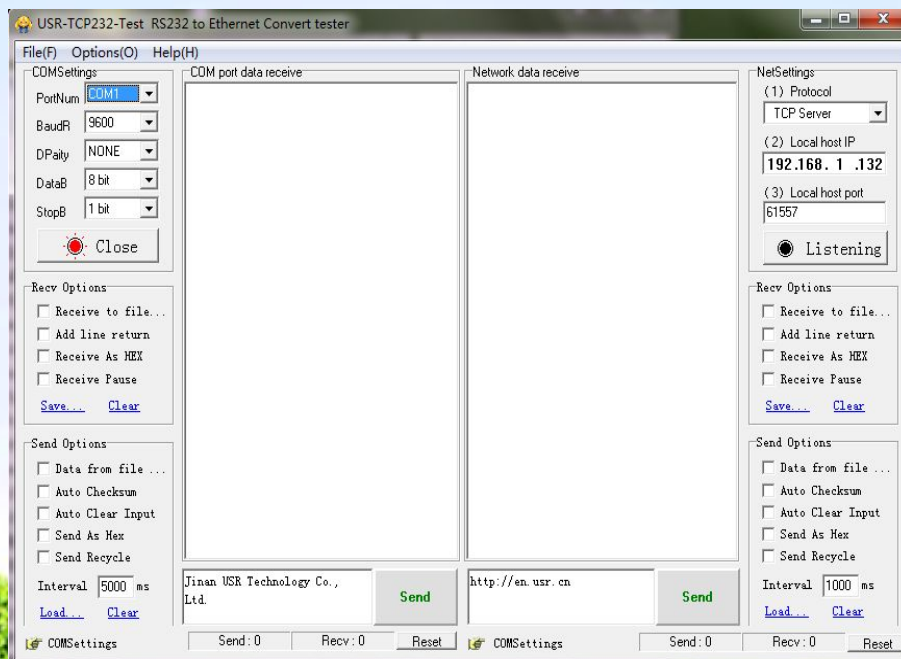 USR-TCP232-Test RS232 to Ethernet Convert tester
File(F) Options(O) Help(H)
COMSettings
PortNum COM1
BaudR 9600
DPaity NONE
DataB 8 bit
StopB 1 bit
Close
Recv Options
Receive to file...
Add line return
Receive As HEX
Receive Pause
Save... Clear
Send Options
Data from file ...
Auto Checksum
Auto Clear Input
Send As Hex
Send Recycle
Interval 5000 ms
Load... Clear
COMSettings
COM port data receive
Jinan USR Technology Co.,
Ltd.
Send
Send : 0 Recv : 0 Reset
Network data receive
http://en.usr.cn
Send
COMSettings
Send : 0 Recv : 0 Reset
NetSettings
(1) Protocol
TCP Server
(2) Local host IP
192.168. 1 .132
(3) Local host port
61557
Listening
Recv Options
Receive to file...
Add line return
Receive As HEX
Receive Pause
Save... Clear
Send Options
Data from file ...
Auto Checksum
Auto Clear Input
Send As Hex
Send Recycle
Interval 1000 ms
Load... Clear